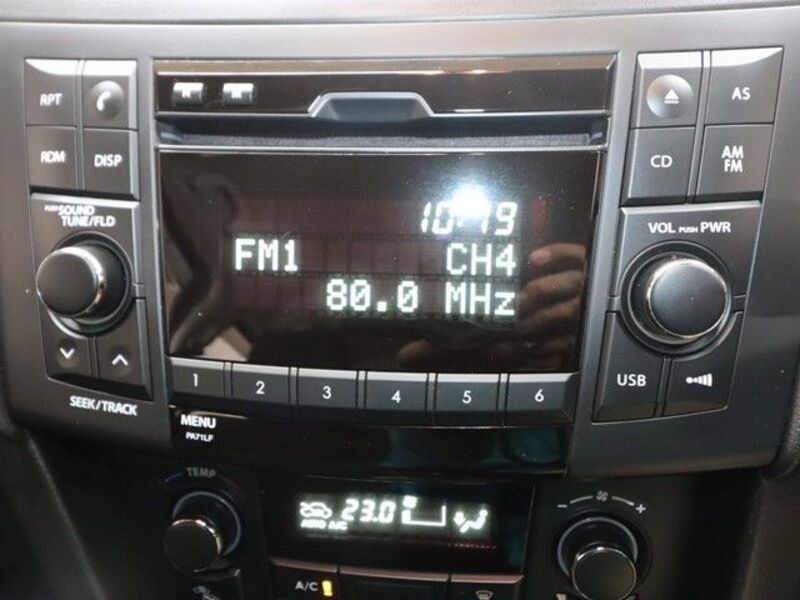 RPT
RDM
DISP
AS
CD
AM
FM
PUSH SOUND
TUNE/FLD
VOL PUSH PWR
10:19
FM1 CH4
80.0 MHz
1 2 3 4 5 6
USB
SEEK/TRACK
MENU
PA71LF
TEMP
AUTO A/C
23.0
- +
A/C